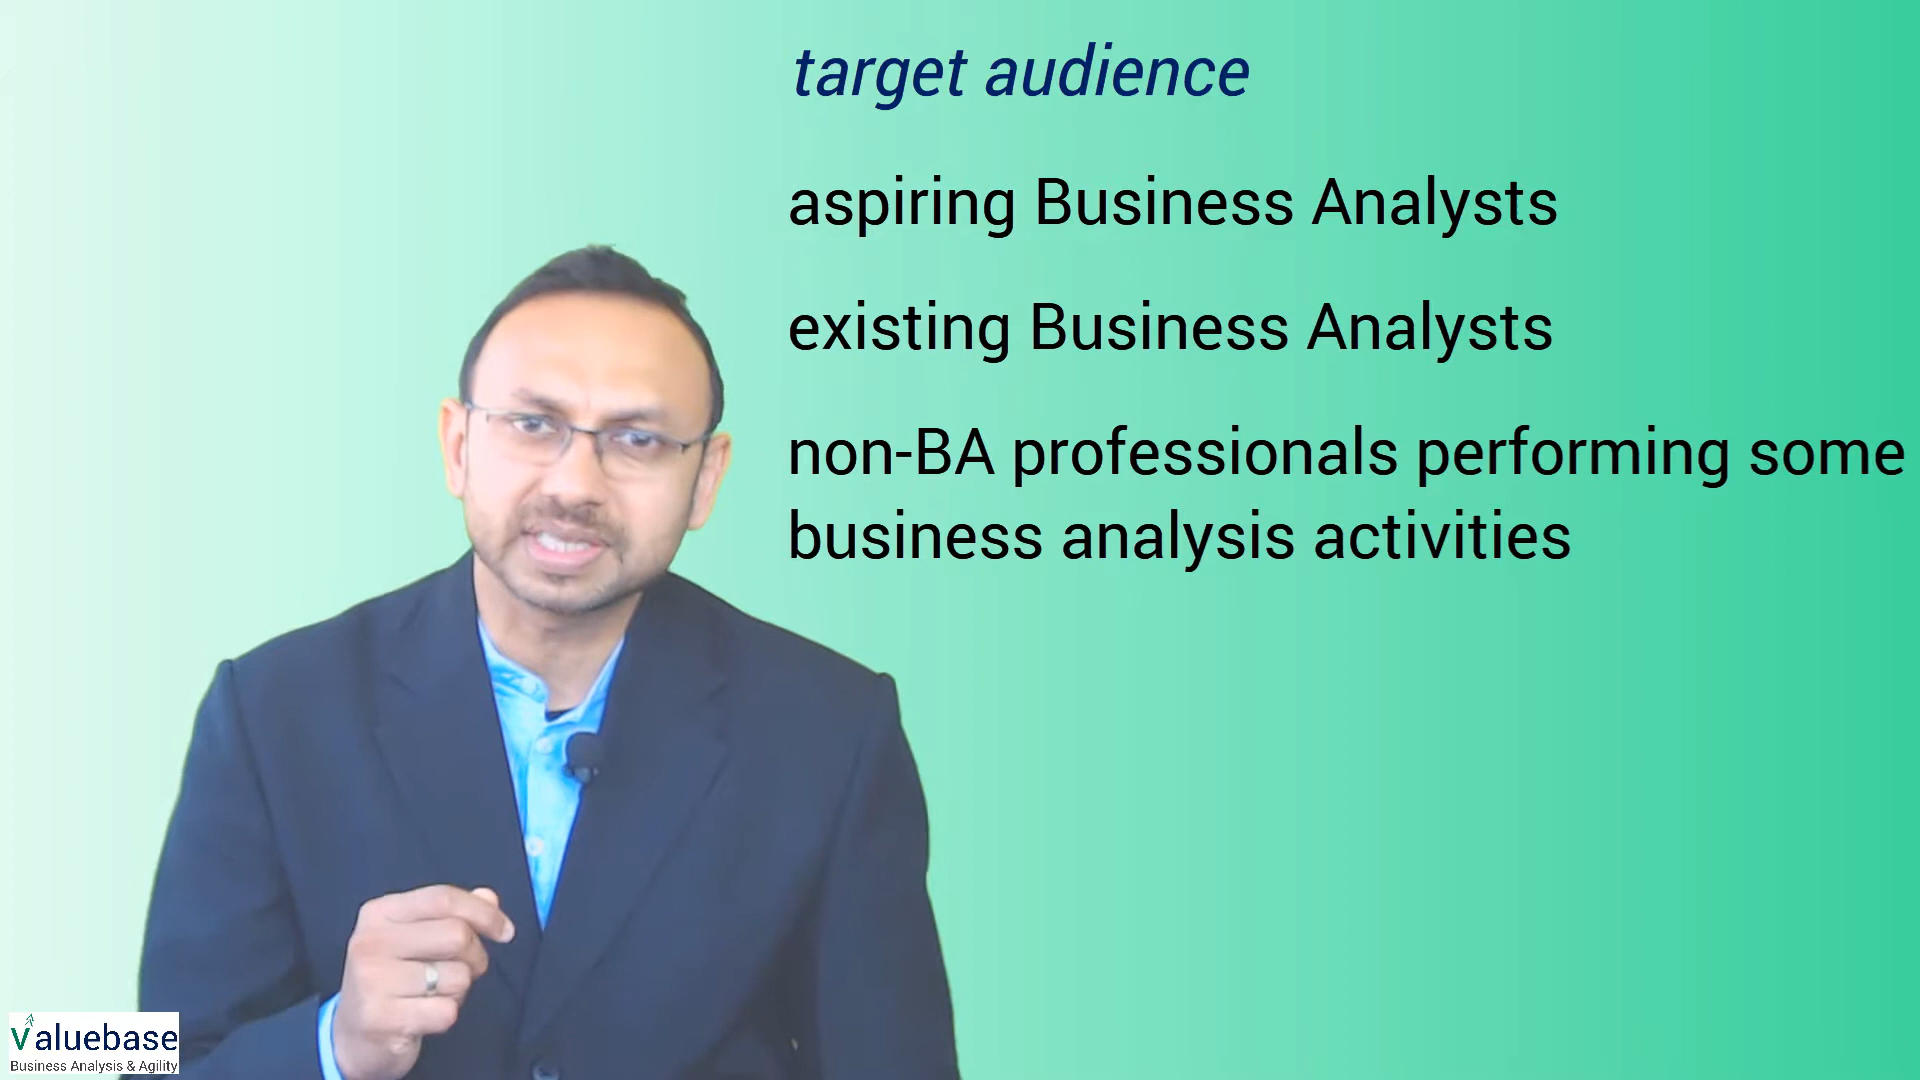 target audience
aspiring Business Analysts
existing Business Analysts
non-BA professionals performing some
business analysis activities
Valuebase
Business Analysis & Agility